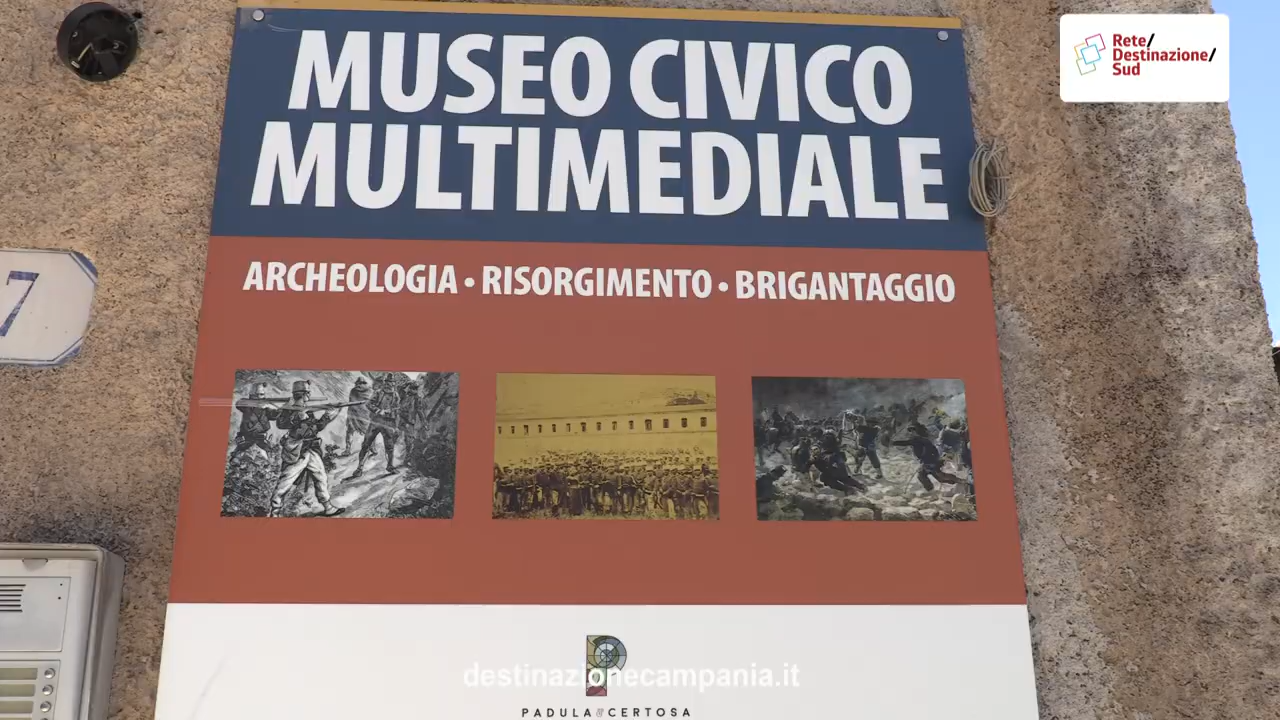 MUSEO CIVICO
MULTIMEDIALE
Rete/
Destinazione/
Sud
7
ARCHEOLOGIA • RISORGIMENTO • BRIGANTAGGIO
destinazionecampania.it
PADULA & CERTOSA